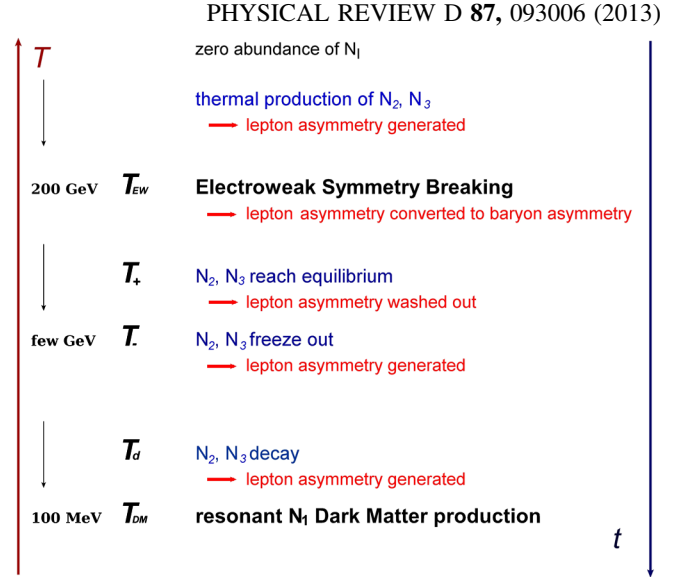 PHYSICAL REVIEW D 87, 093006 (2013)
T
zero abundance of N_I
thermal production of N_2, N_3
lepton asymmetry generated
200 GeV T_EW Electroweak Symmetry Breaking
lepton asymmetry converted to baryon asymmetry
T_+ N_2, N_3 reach equilibrium
lepton asymmetry washed out
few GeV T_- N_2, N_3 freeze out
lepton asymmetry generated
T_d N_2, N_3 decay
lepton asymmetry generated
100 MeV T_DM resonant N_1 Dark Matter production
t